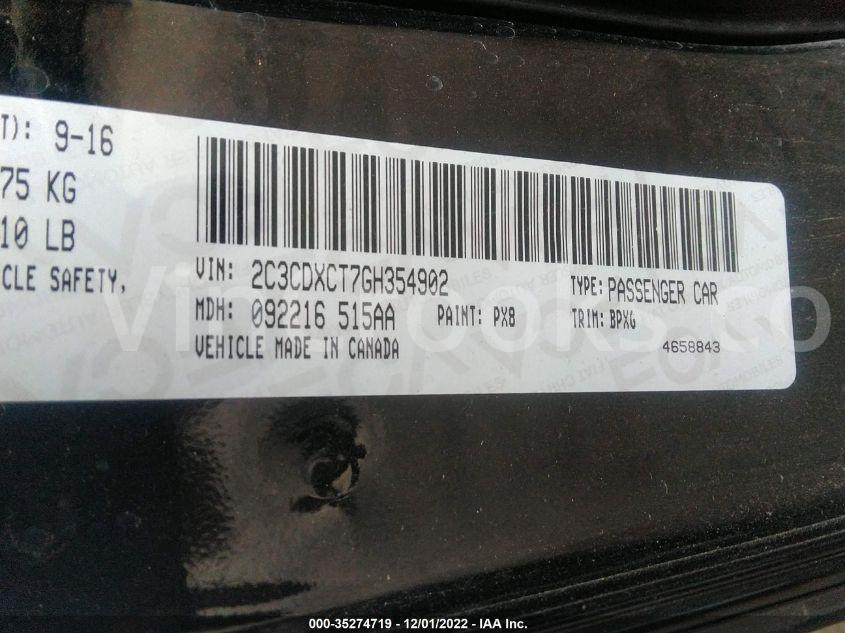 T): 9-16
75 KG
10 LB
CLE SAFETY,
VIN: 2C3CDXCT7GH354902 TYPE: PASSENGER CAR
MDH: 092216 515AA PAINT: PX8 TRIM: BPXG
VEHICLE MADE IN CANADA 4658843
000-35274719 - 12/01/2022 - IAA Inc.